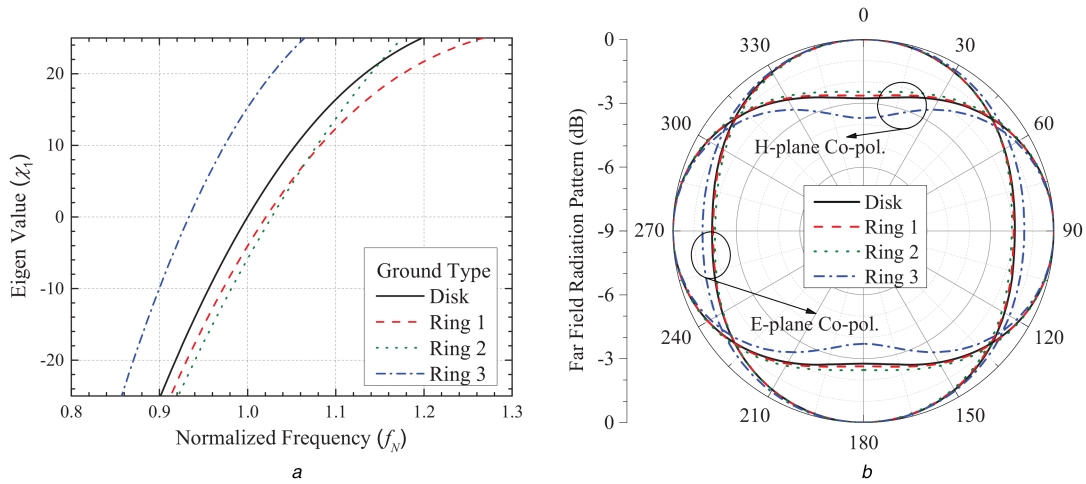 Eigen Value (χ1)
20
10
0
-10
-20
0.8 0.9 1.0 1.1 1.2 1.3
Normalized Frequency (fN)
Ground Type
Disk
Ring 1
Ring 2
Ring 3
a
Far Field Radiation Pattern (dB)
0
-3
-6
-9
-6
-3
0
0
30
60
90
120
150
180
210
240
270
300
330
H-plane Co-pol.
Disk
Ring 1
Ring 2
Ring 3
E-plane Co-pol.
b